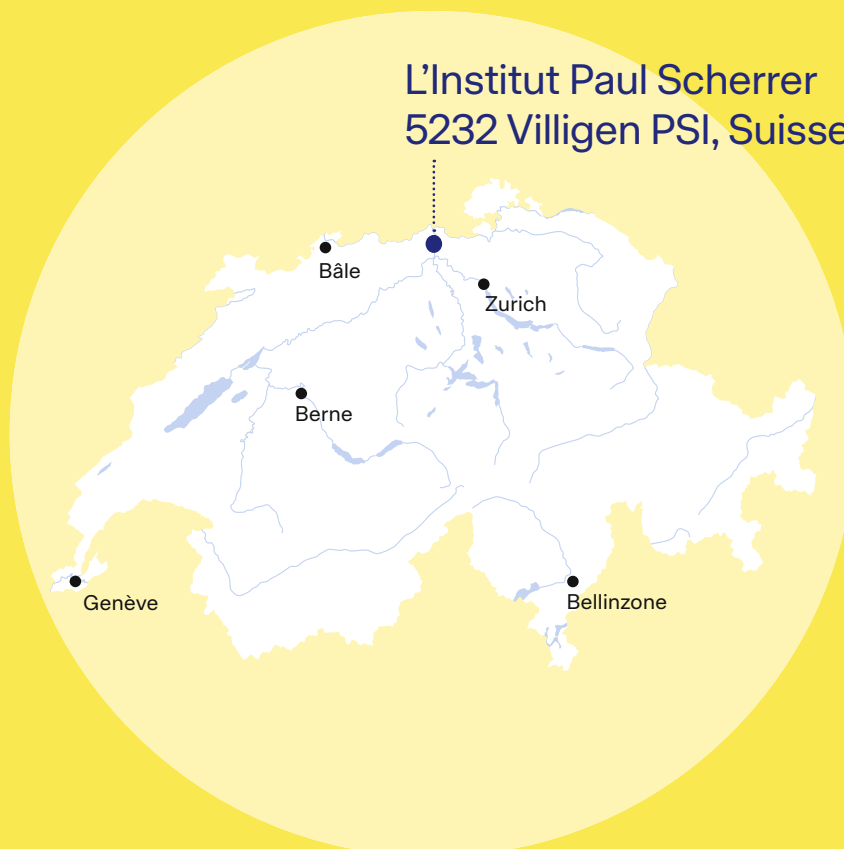 L’Institut Paul Scherrer
5232 Villigen PSI, Suisse
Bâle
Zurich
Berne
Genève
Bellinzone